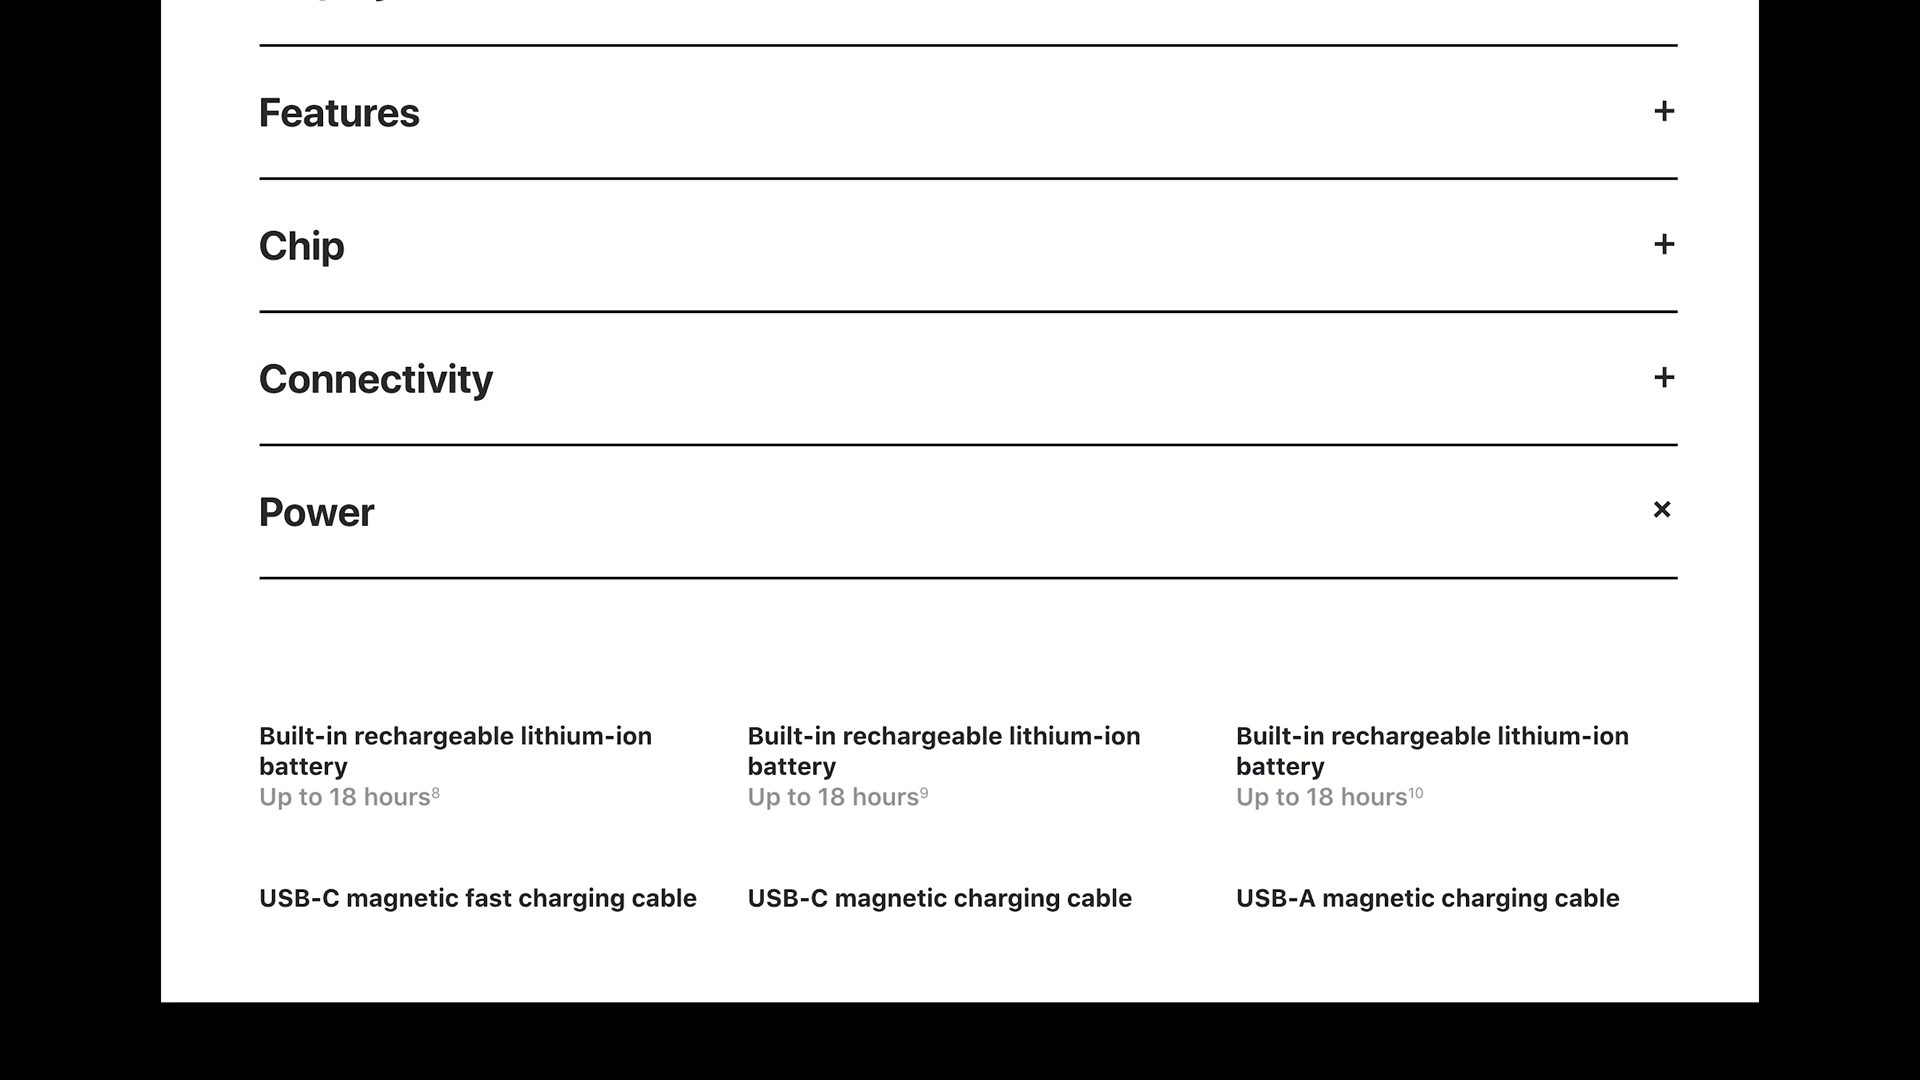 Features
+
Chip
+
Connectivity
+
Power
×
Built-in rechargeable lithium-ion
battery
Up to 18 hours⁸
Built-in rechargeable lithium-ion
battery
Up to 18 hours⁹
Built-in rechargeable lithium-ion
battery
Up to 18 hours¹⁰
USB-C magnetic fast charging cable
USB-C magnetic charging cable
USB-A magnetic charging cable